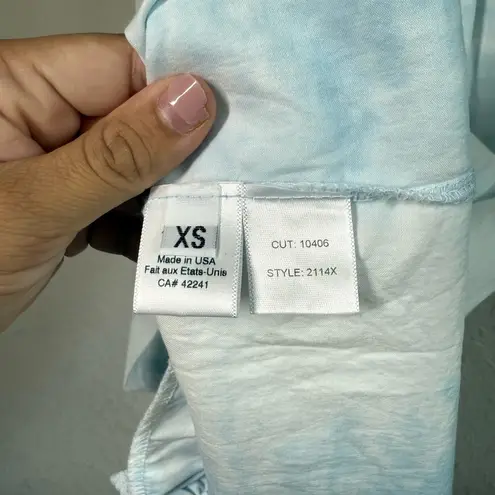 XS
Made in USA
Fait aux Etats-Unis
CA# 42241
CUT: 10406
STYLE: 2114X